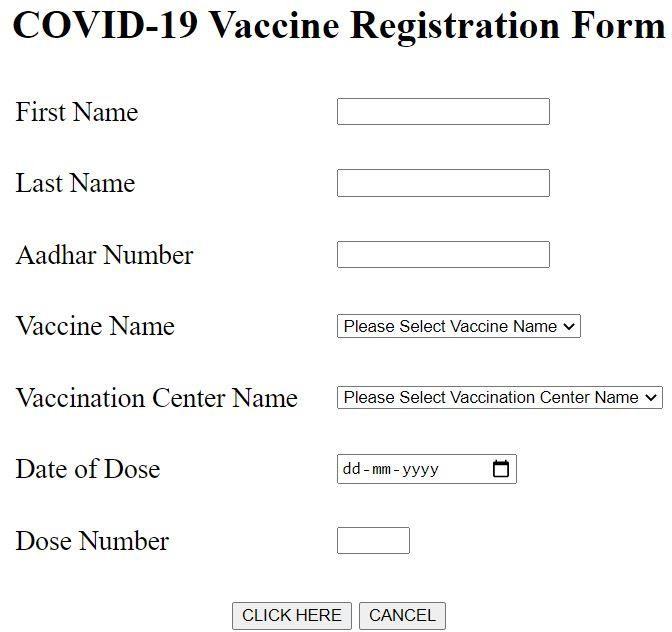 COVID-19 Vaccine Registration Form
First Name
Last Name
Aadhar Number
Vaccine Name Please Select Vaccine Name
Vaccination Center Name Please Select Vaccination Center Name
Date of Dose dd-mm-yyyy
Dose Number
CLICK HERE CANCEL